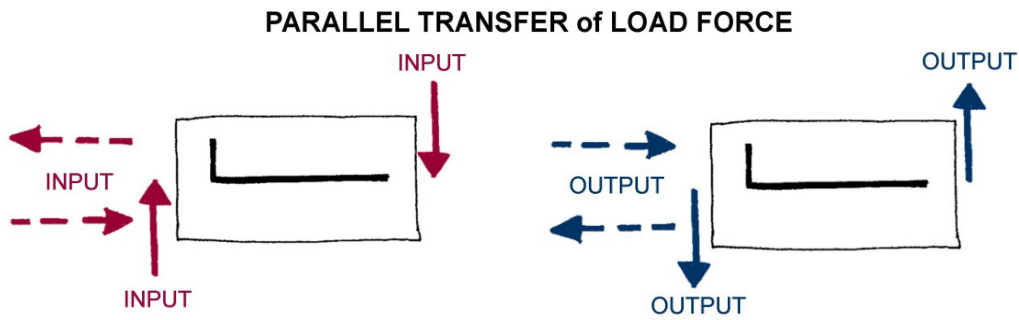 PARALLEL TRANSFER of LOAD FORCE
INPUT
INPUT
INPUT
OUTPUT
OUTPUT
OUTPUT